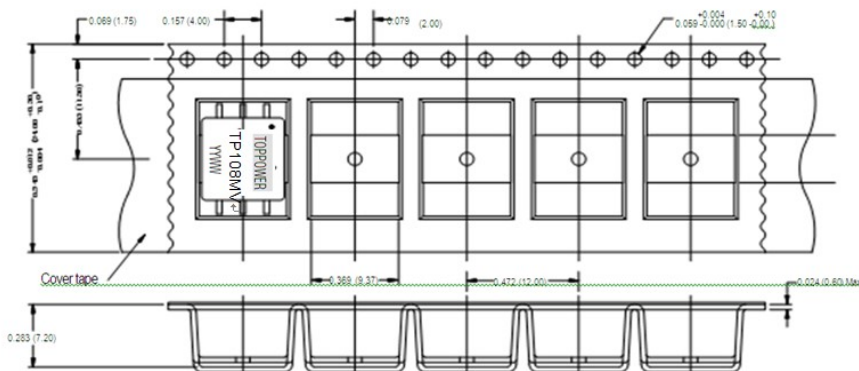 0.069 (1.75)
0.157 (4.00)
0.079 (2.00)
+0.004 +0.10
0.059 -0.000 (1.50 -0.00)
TOPPOWER
TP108MV
YYWW
Cover tape
0.369 (9.37)
0.472 (12.00)
0.024 (0.60) Max
0.283 (7.20)